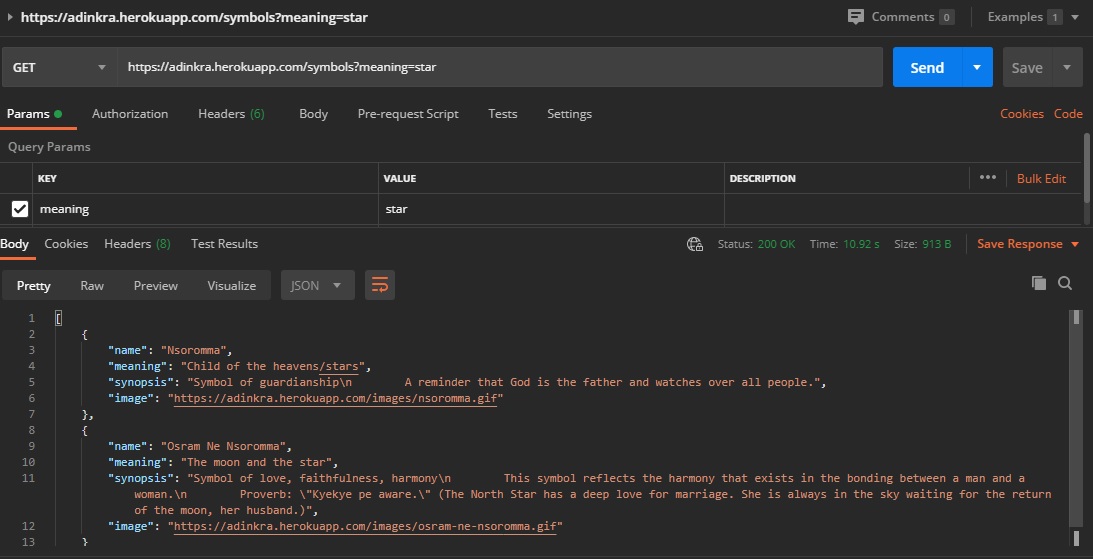 https://adinkra.herokuapp.com/symbols?meaning=star Comments 0 Examples 1
GET https://adinkra.herokuapp.com/symbols?meaning=star Send Save
Params Authorization Headers (6) Body Pre-request Script Tests Settings Cookies Code
Query Params
KEY VALUE DESCRIPTION ••• Bulk Edit
meaning star
Body Cookies Headers (8) Test Results Status: 200 OK Time: 10.92 s Size: 913 B Save Response
Pretty Raw Preview Visualize JSON
1 [
2 {
3 "name": "Nsoromma",
4 "meaning": "Child of the heavens/stars",
5 "synopsis": "Symbol of guardianship\n        A reminder that God is the father and watches over all people.",
6 "image": "https://adinkra.herokuapp.com/images/nsoromma.gif"
7 },
8 {
9 "name": "Osram Ne Nsoromma",
10 "meaning": "The moon and the star",
11 "synopsis": "Symbol of love, faithfulness, harmony\n        This symbol reflects the harmony that exists in the bonding between a man and a
woman.\n        Proverb: \"Kyekye pe aware.\" (The North Star has a deep love for marriage. She is always in the sky waiting for the return
of the moon, her husband.)",
12 "image": "https://adinkra.herokuapp.com/images/osram-ne-nsoromma.gif"
13 }